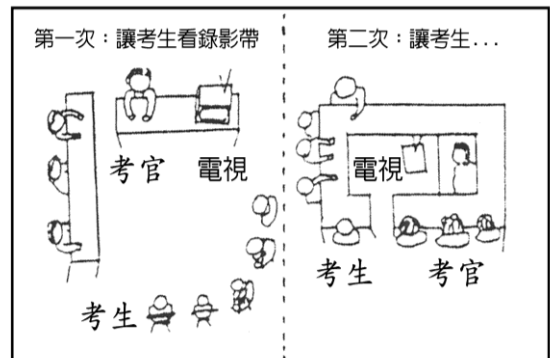 第一次：讓考生看錄影帶
考官
電視
考生
第二次：讓考生...
電視
考生
考官